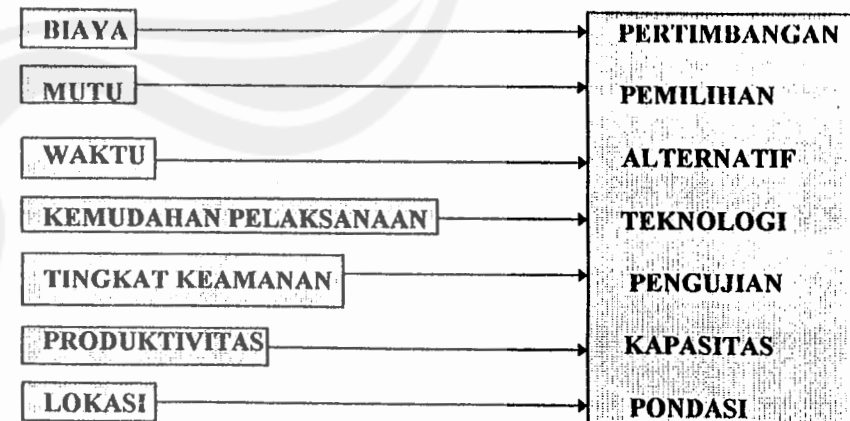 BIAYA
MUTU
WAKTU
KEMUDAHAN PELAKSANAAN
TINGKAT KEAMANAN
PRODUKTIVITAS
LOKASI
PERTIMBANGAN
PEMILIHAN
ALTERNATIF
TEKNOLOGI
PENGUJIAN
KAPASITAS
PONDASI